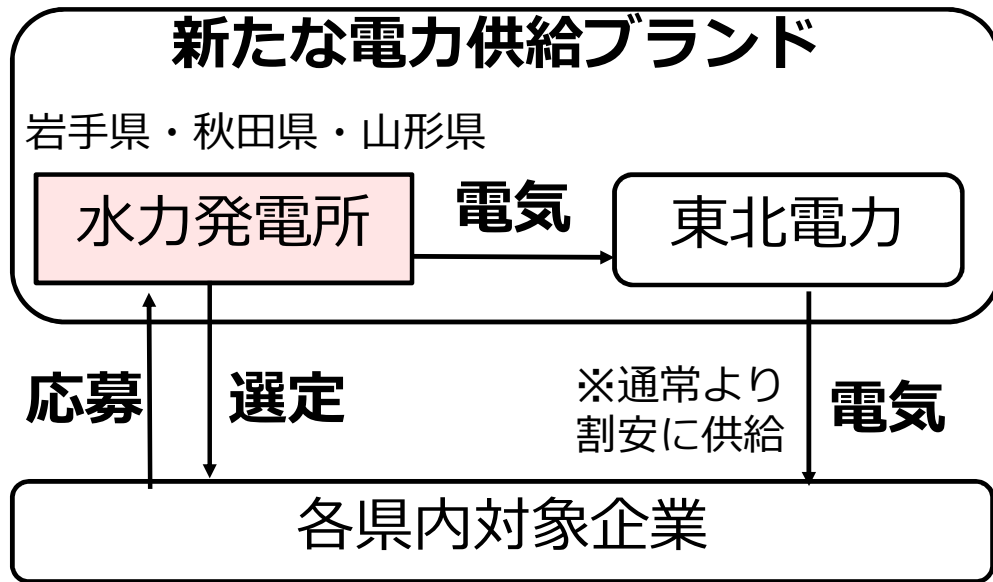 新たな電力供給ブランド
岩手県・秋田県・山形県
水力発電所
電気
東北電力
応募
選定
※通常より
割安に供給
電気
各県内対象企業